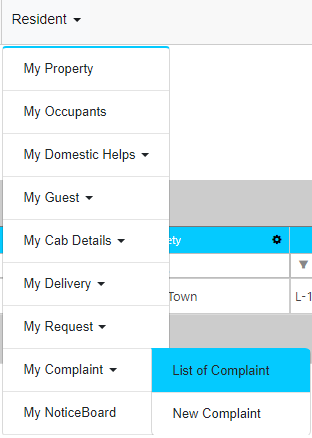 Resident
My Property
My Occupants
My Domestic Helps
My Guest
My Cab Details
ety
My Delivery
Town
L-1
My Request
My Complaint
List of Complaint
My NoticeBoard
New Complaint